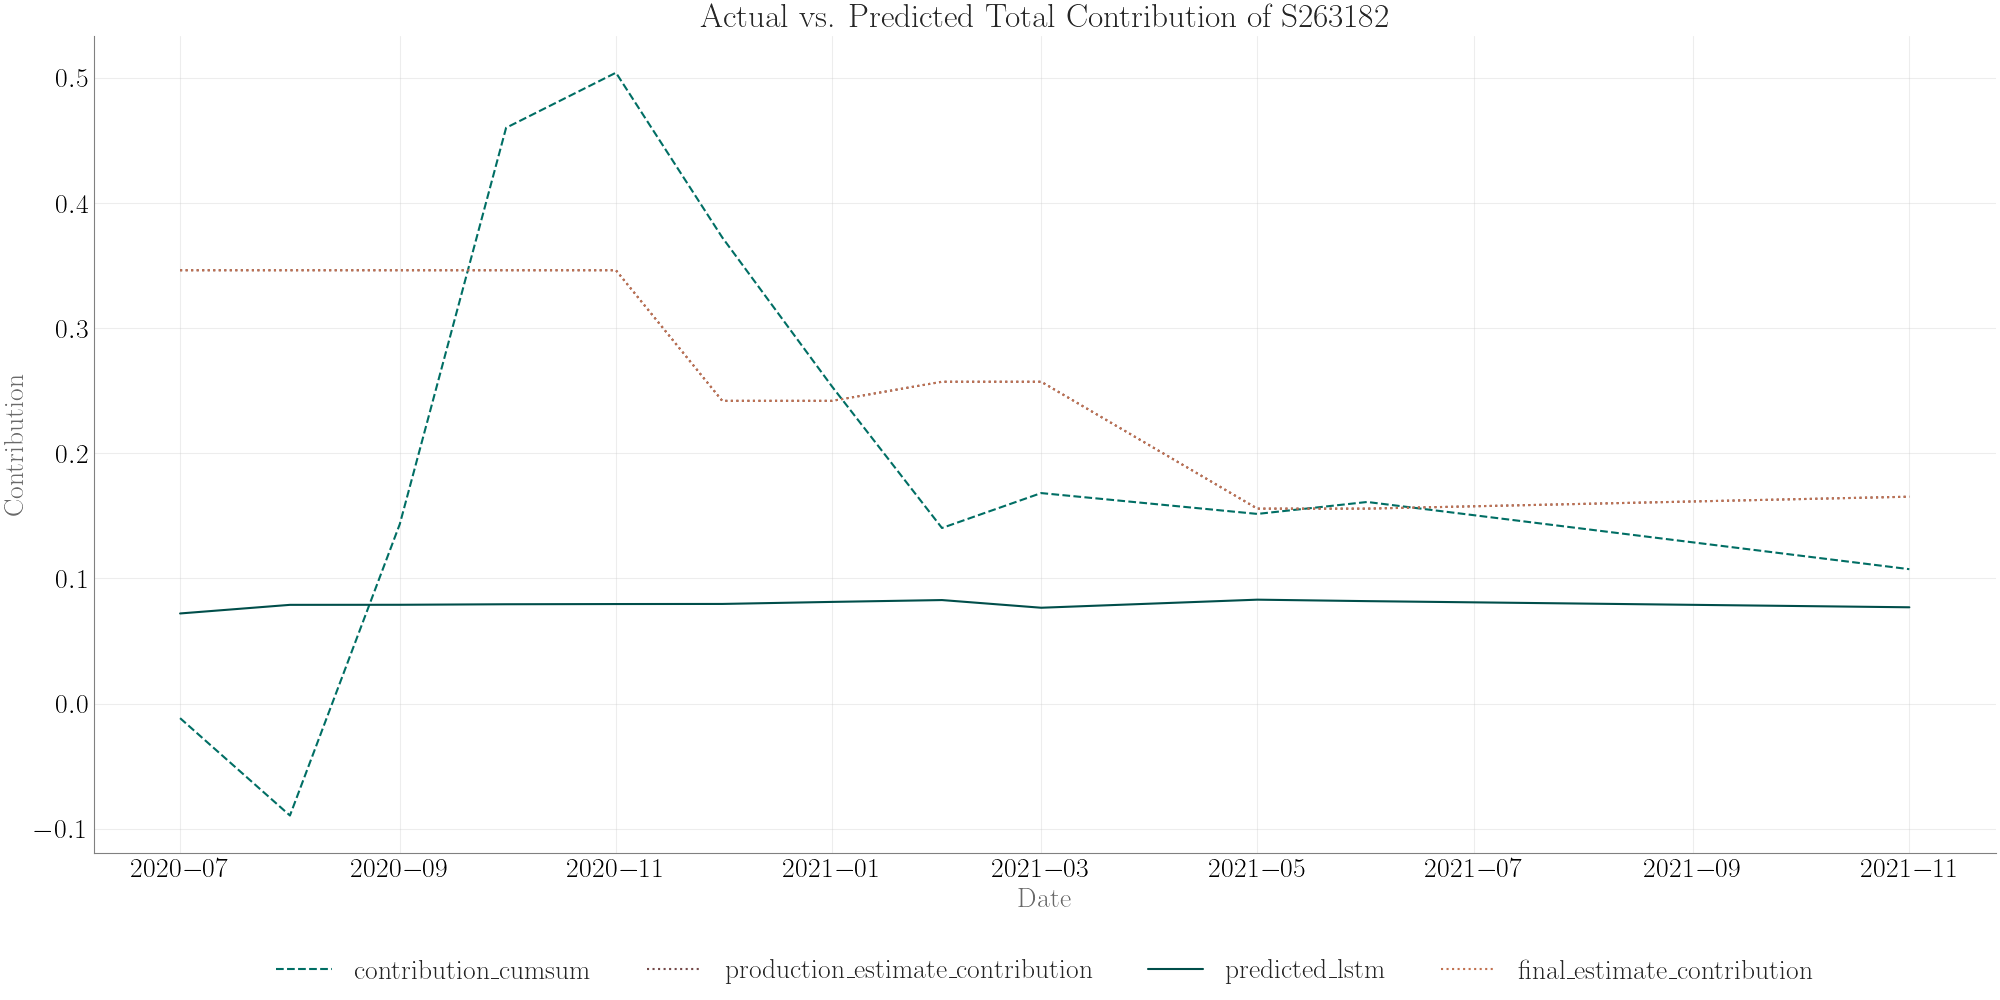 Actual vs. Predicted Total Contribution of S263182
0.5
0.4
0.3
0.2
0.1
0.0
−0.1
Contribution
2020−07 2020−09 2020−11 2021−01 2021−03 2021−05 2021−07 2021−09 2021−11
Date
contribution_cumsum production_estimate_contribution predicted_lstm final_estimate_contribution